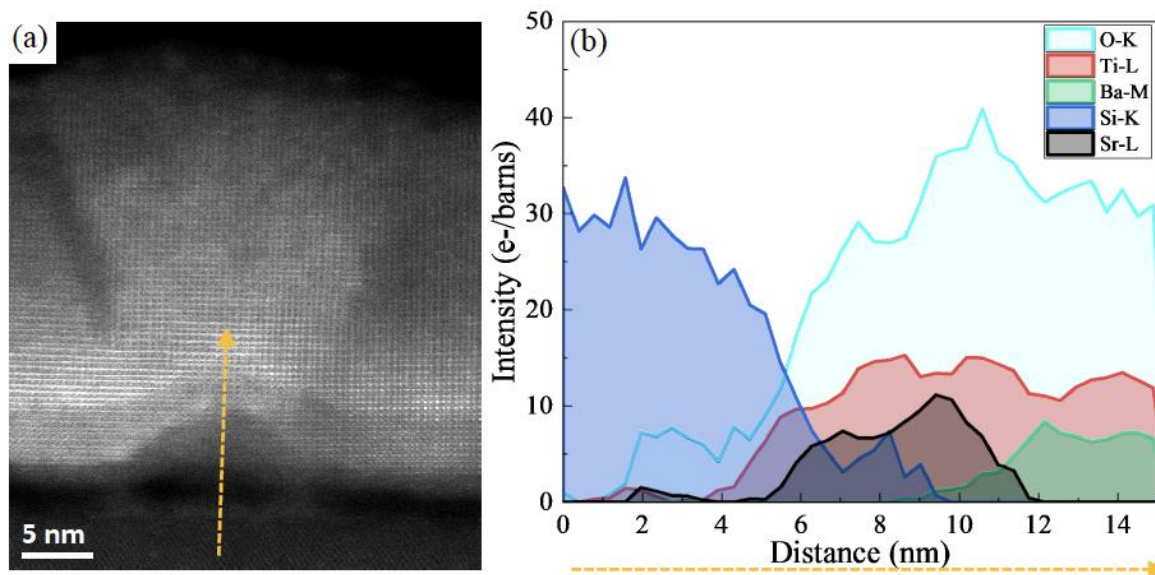 (a)
5 nm
(b)
50
40
30
20
10
0
Intensity (e-/barns)
O-K
Ti-L
Ba-M
Si-K
Sr-L
0 2 4 6 8 10 12 14
Distance (nm)